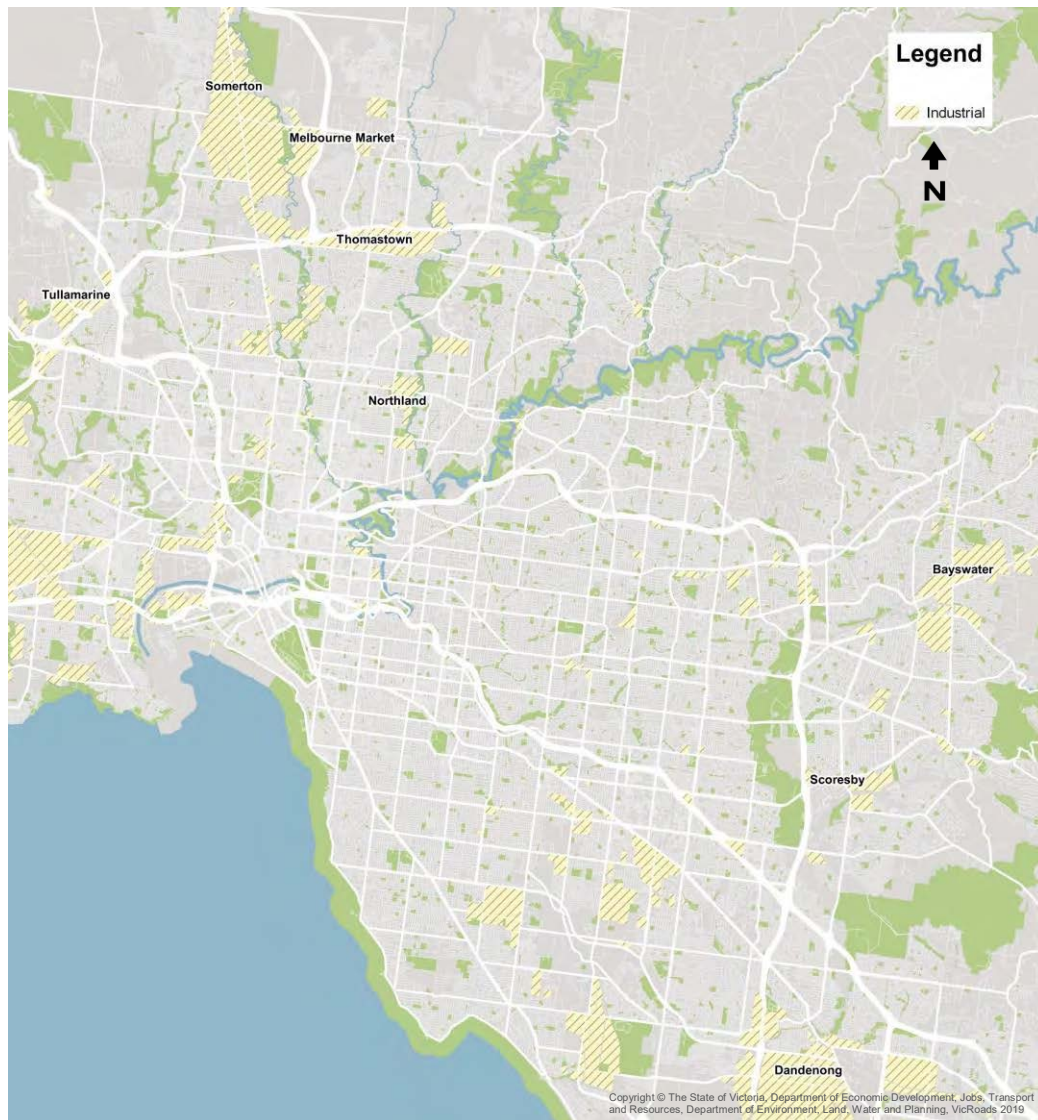 Legend
Industrial
N
Somerton
Melbourne Market
Thomastown
Tullamarine
Northland
Bayswater
Scoresby
Dandenong
Copyright © The State of Victoria, Department of Economic Development, Jobs, Transport
and Resources, Department of Environment, Land, Water and Planning, VicRoads 2019